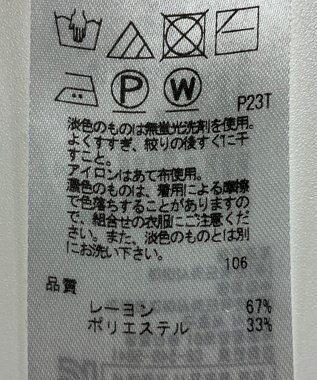 P
W
P23T
淡色のものは無蛍光洗剤を使用。
よくすすぎ、絞りの後すぐに干
すこと。
アイロンはあて布使用。
濃色のものは、着用による摩擦
で色落ちすることがありますの
で、組合せの衣服にご注意くださ
い。また、淡色のものとは別
にお洗い下さい。
106
品質
レーヨン 67%
ポリエステル 33%